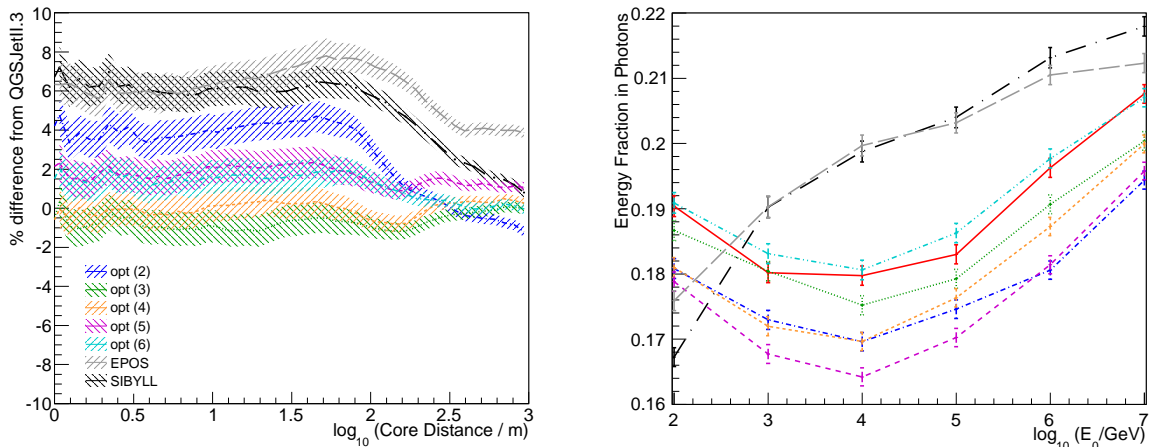 % difference from QGSJetII.3
10
8
6
4
2
0
-2
-4
-6
-8
-10
opt (2)
opt (3)
opt (4)
opt (5)
opt (6)
EPOS
SIBYLL
0 0.5 1 1.5 2 2.5 3
log10 (Core Distance / m)
Energy Fraction in Photons
0.22
0.21
0.2
0.19
0.18
0.17
0.16
2 3 4 5 6 7
log10 (E0/GeV)